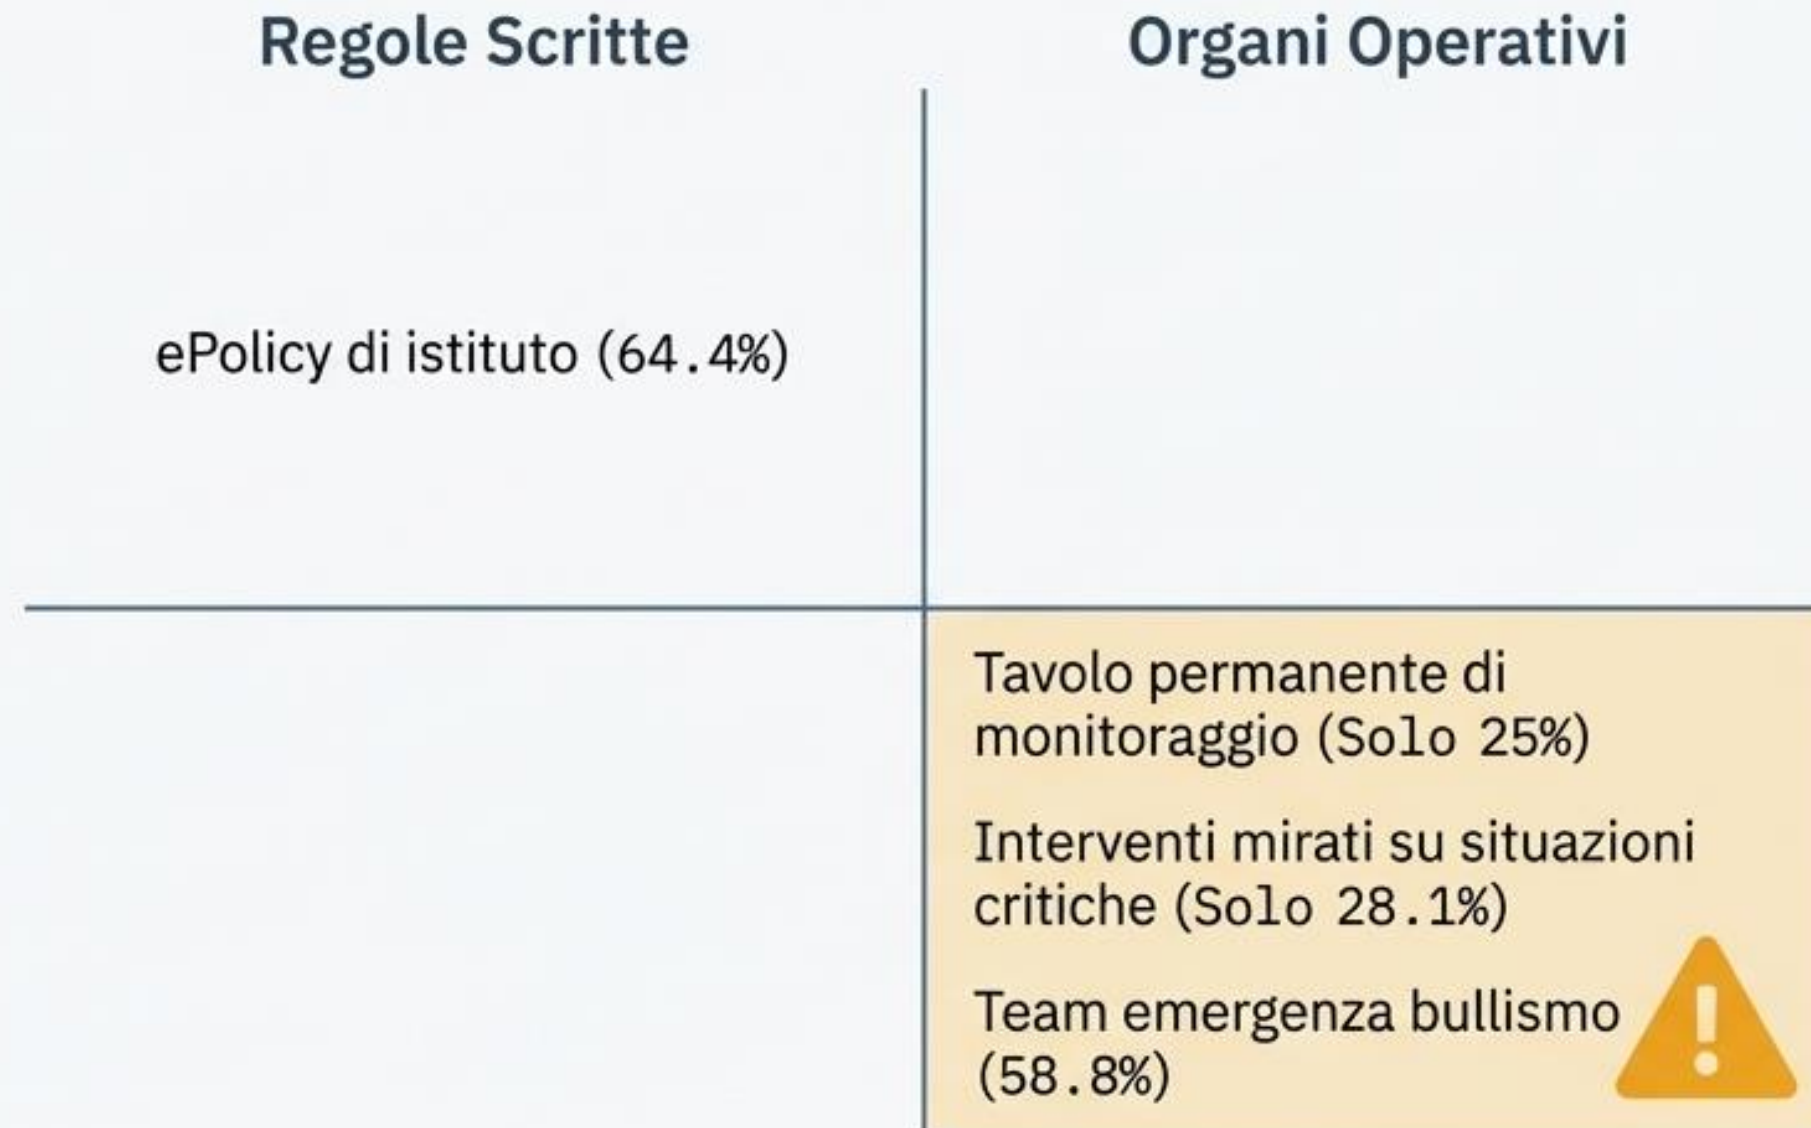 Regole Scritte
Organi Operativi
ePolicy di istituto (64.4%)
Tavolo permanente di
monitoraggio (Solo 25%)
Interventi mirati su situazioni
critiche (Solo 28.1%)
Team emergenza bullismo
(58.8%)